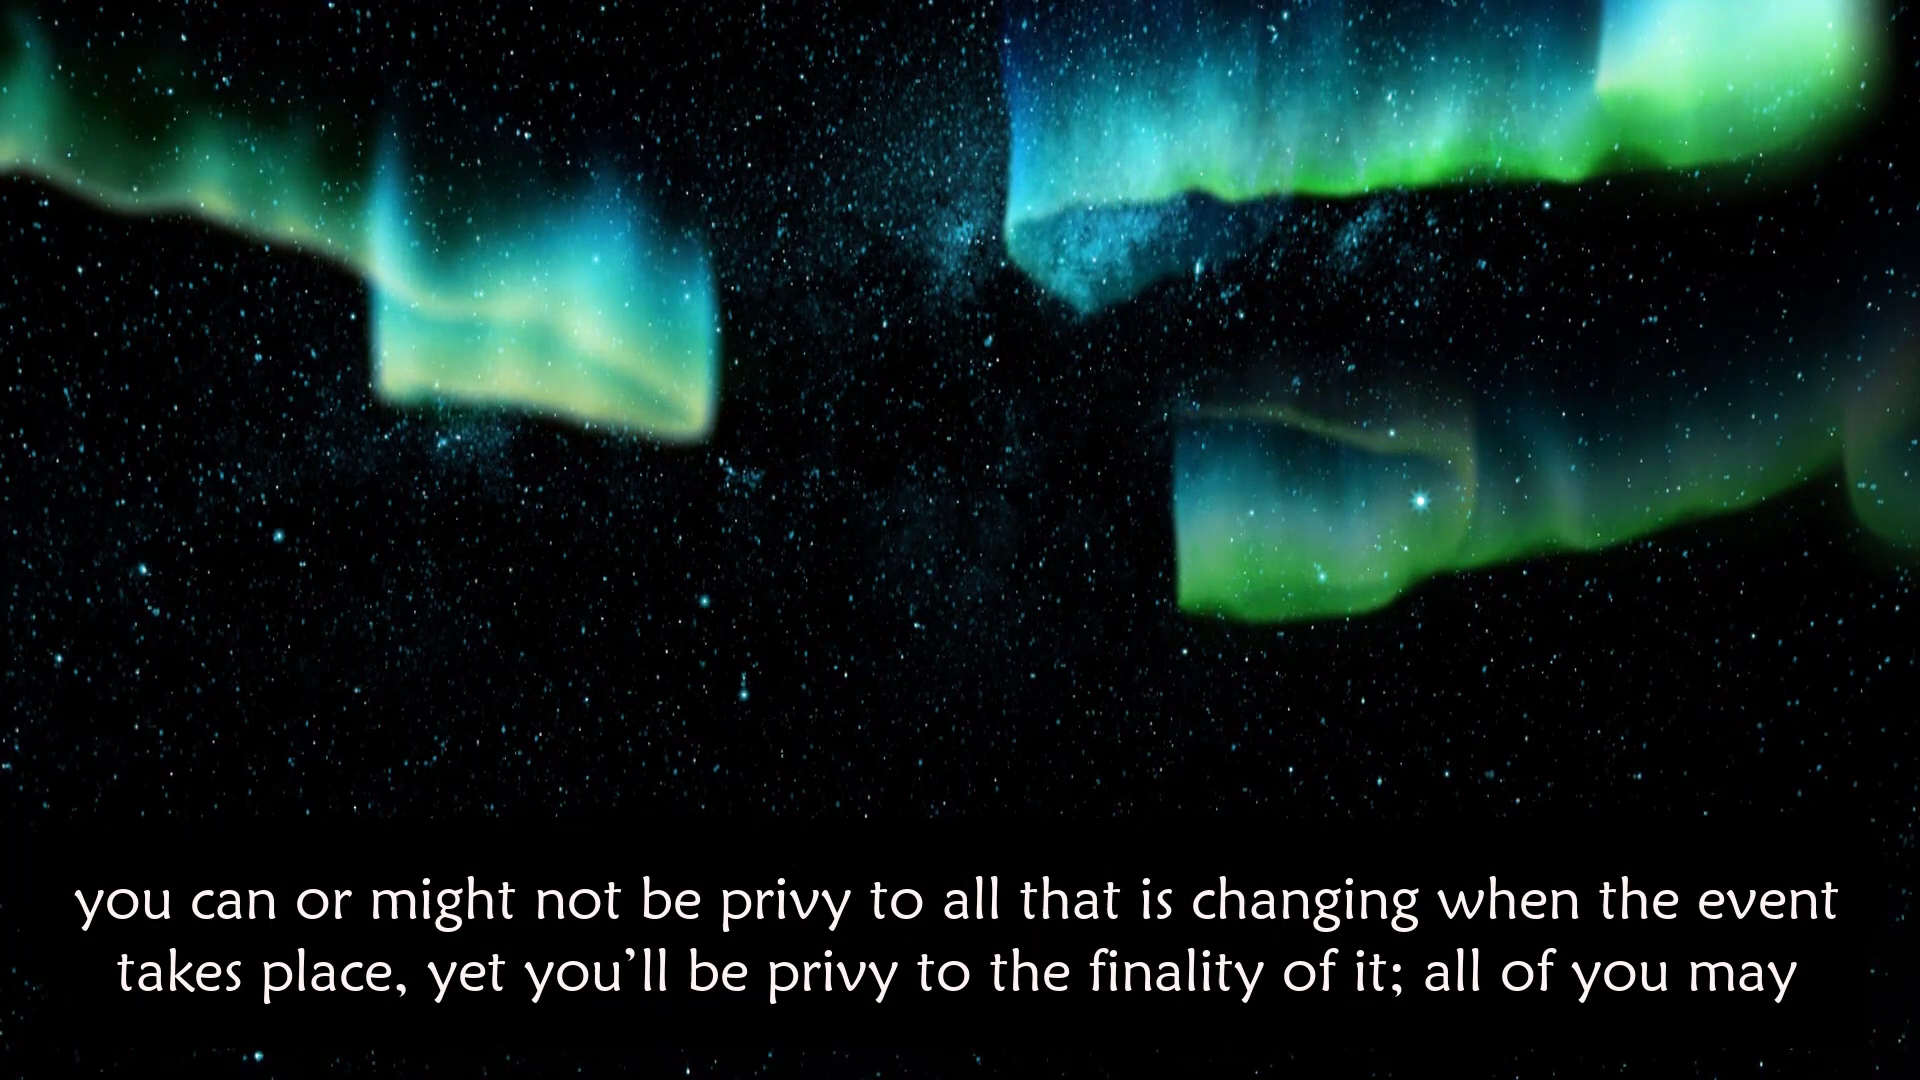 you can or might not be privy to all that is changing when the event
takes place, yet you’ll be privy to the finality of it; all of you may